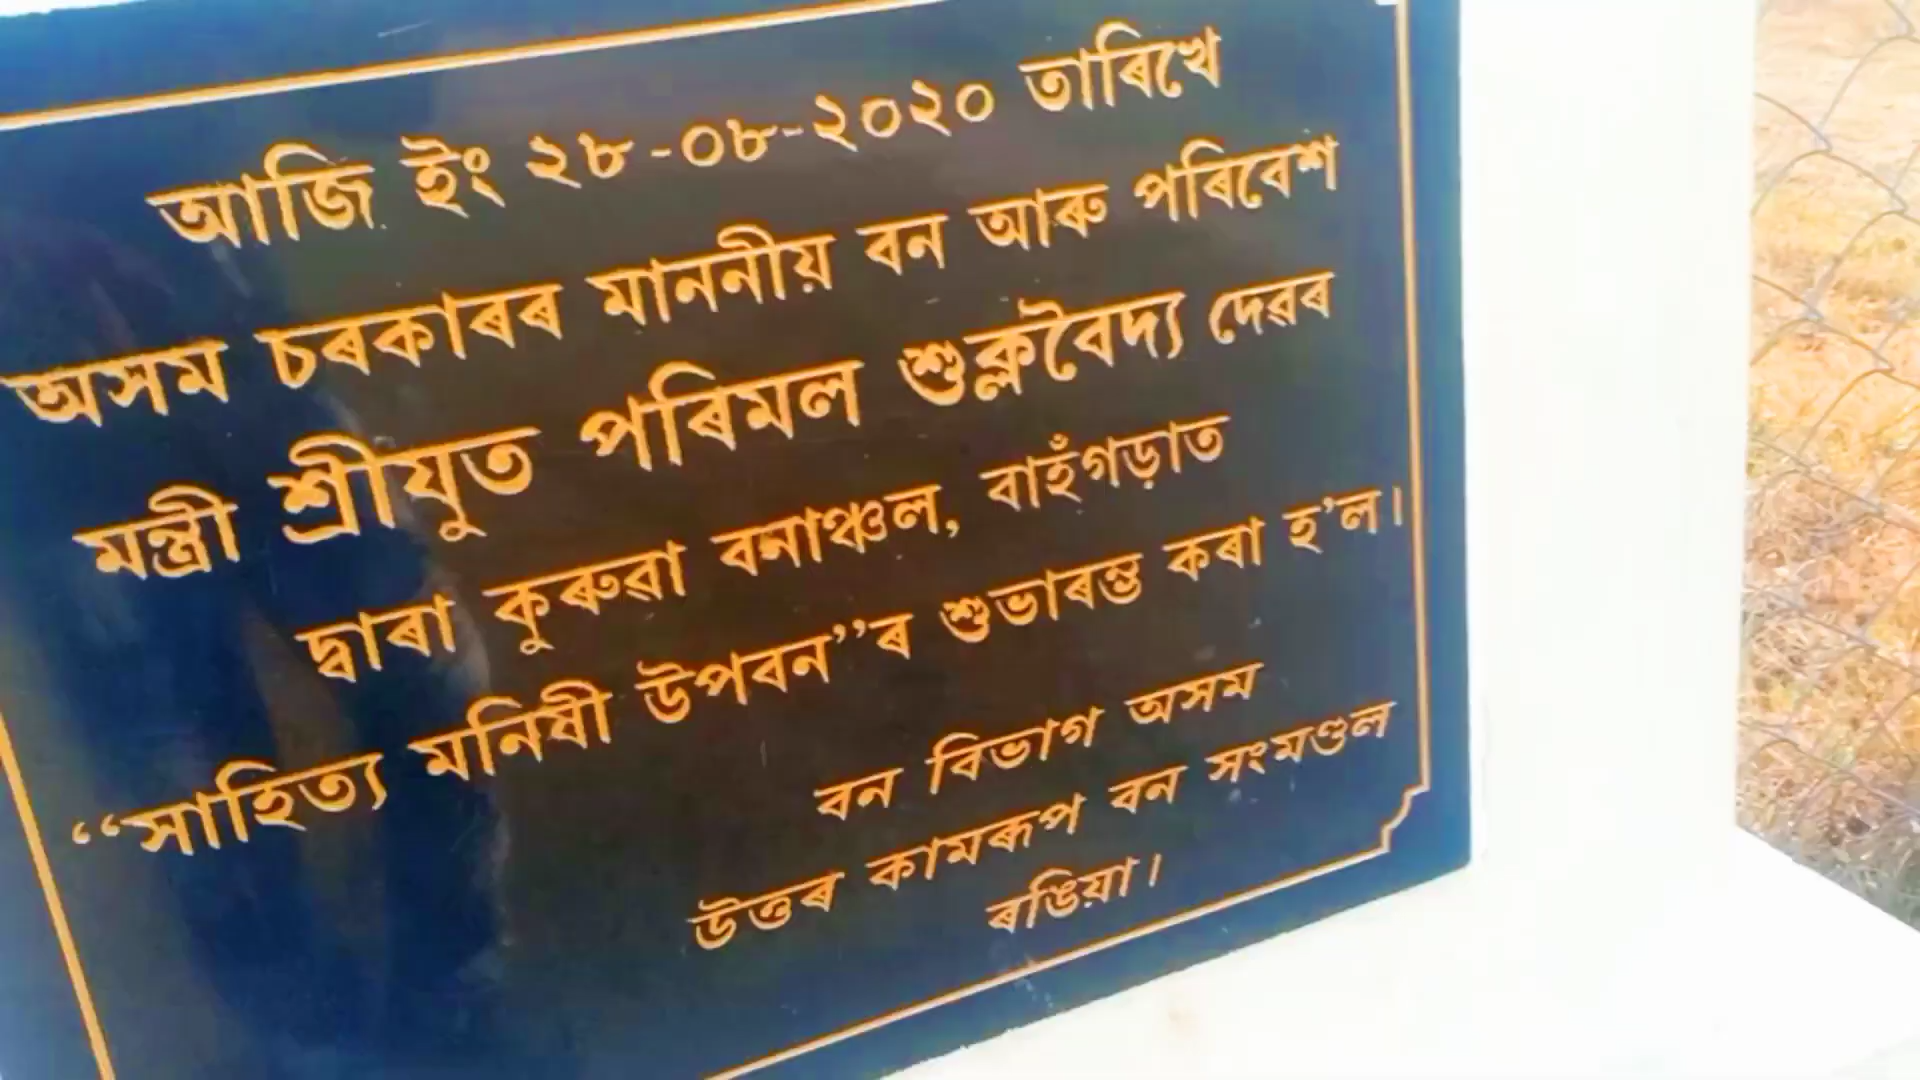 আজি ইং ২৮-০৮-২০২০ তাৰিখে
অসম চৰকাৰৰ মাননীয় বন আৰু পৰিবেশ
মন্ত্ৰী শ্ৰীযুত পৰিমল শুক্লবৈদ্য দেৱৰ
দ্বাৰা কুৰুৱা বনাঞ্চল, বাহঁগড়াত
“সাহিত্য মনিষী উপবন”ৰ শুভাৰম্ভ কৰা হ’ল।
বন বিভাগ অসম
উত্তৰ কামৰূপ বন সংমণ্ডল
ৰঙিয়া।